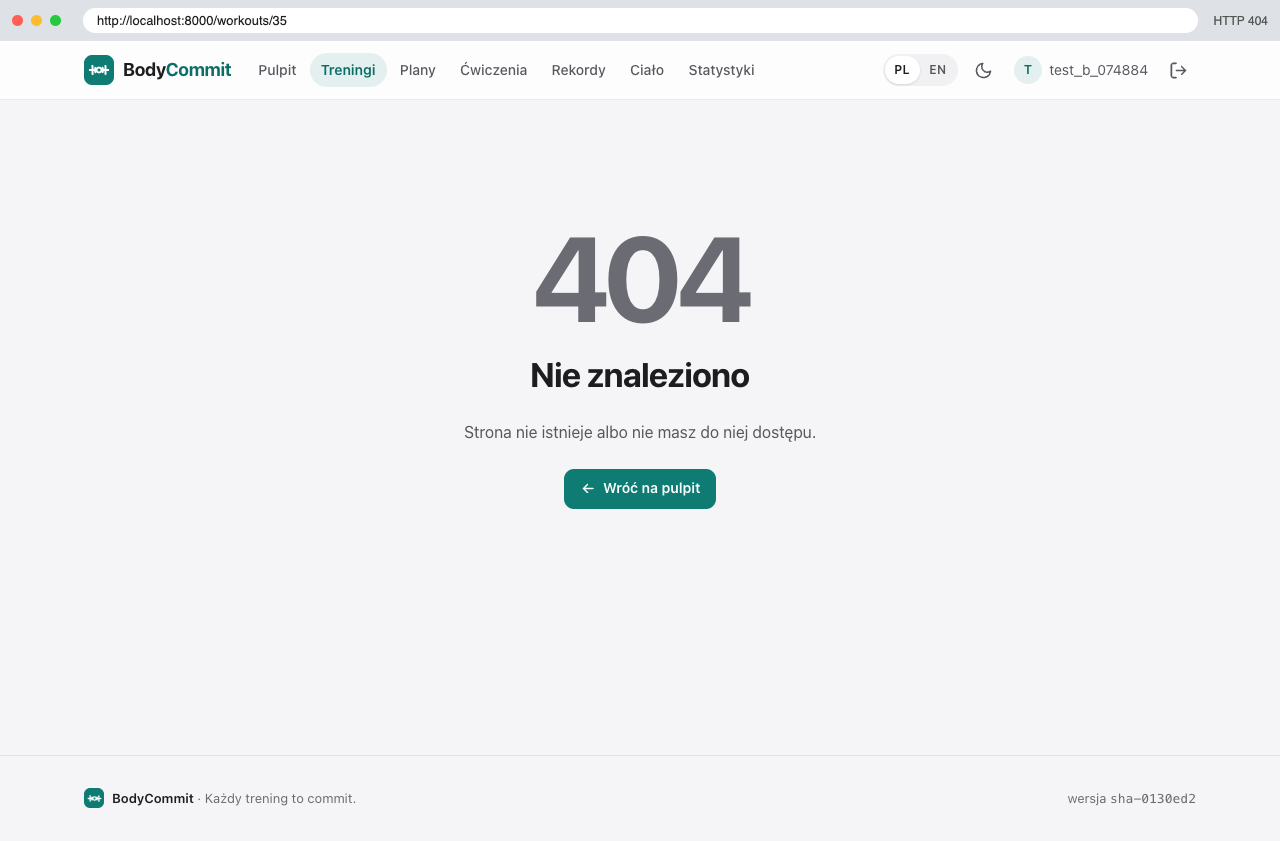 http://localhost:8000/workouts/35 HTTP 404
BodyCommit Pulpit Treningi Plany Ćwiczenia Rekordy Ciało Statystyki PL EN T test_b_074884
404
Nie znaleziono
Strona nie istnieje albo nie masz do niej dostępu.
← Wróć na pulpit
BodyCommit · Każdy trening to commit. wersja sha-0130ed2